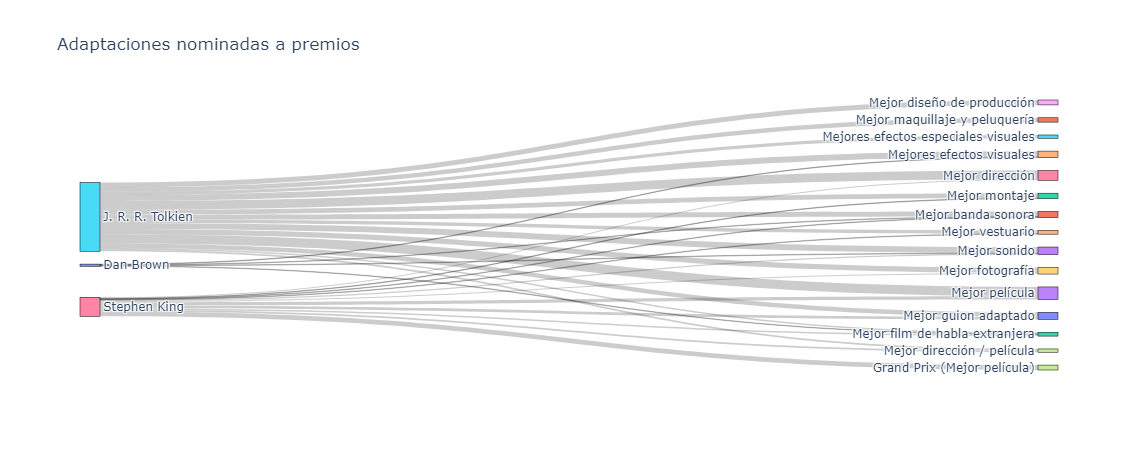 Adaptaciones nominadas a premios
J. R. R. Tolkien
Dan Brown
Stephen King
Mejor diseño de producción
Mejor maquillaje y peluquería
Mejores efectos especiales visuales
Mejores efectos visuales
Mejor dirección
Mejor montaje
Mejor banda sonora
Mejor vestuario
Mejor sonido
Mejor fotografía
Mejor película
Mejor guion adaptado
Mejor film de habla extranjera
Mejor dirección / película
Grand Prix (Mejor película)